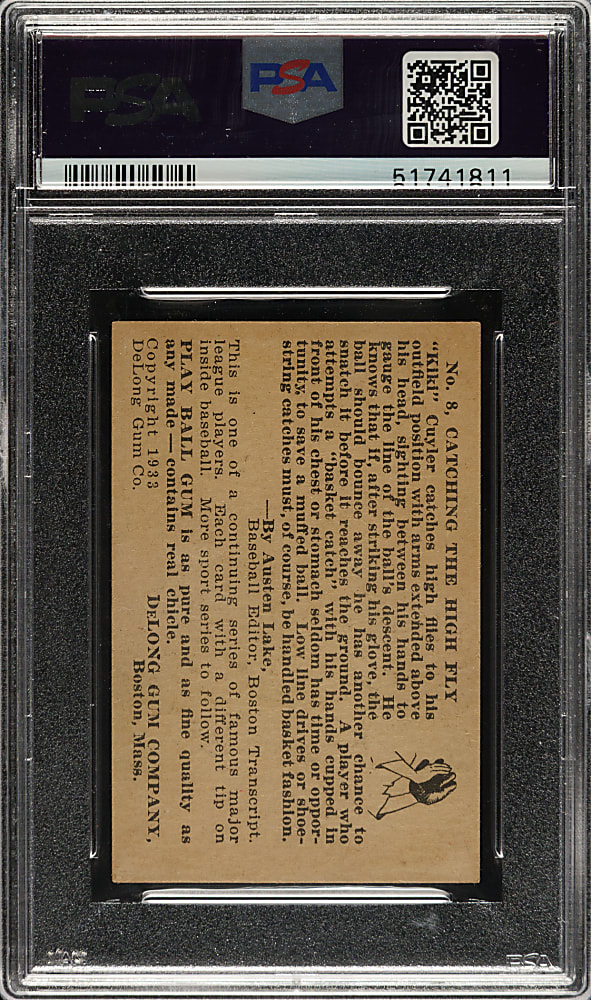 PSA
PSA
51741811
No. 8, CATCHING THE HIGH FLY
"Kiki" Cuyler catches high flies to his
outfield position with arms extended above
his head, sighting between his hands to
gauge the line of the ball's descent. He
knows that if, after striking his glove, the
ball should bounce away he has another chance to
snatch it before it reaches the ground. A player who
attempts a "basket catch" with his hands cupped in
front of his chest or stomach seldom has time or oppor-
tunity, to save a muffed ball. Low line drives or shoe-
string catches must, of course, be handled basket fashion.
—By Austen Lake,
Baseball Editor, Boston Transcript.
This is one of a continuing series of famous major
league players. Each card with a different tip on
inside baseball. More sport series to follow.
PLAY BALL GUM is as pure and as fine quality as
any made—contains real chicle.
Copyright 1933 DeLONG GUM COMPANY,
DeLong Gum Co. Boston, Mass.
PSA